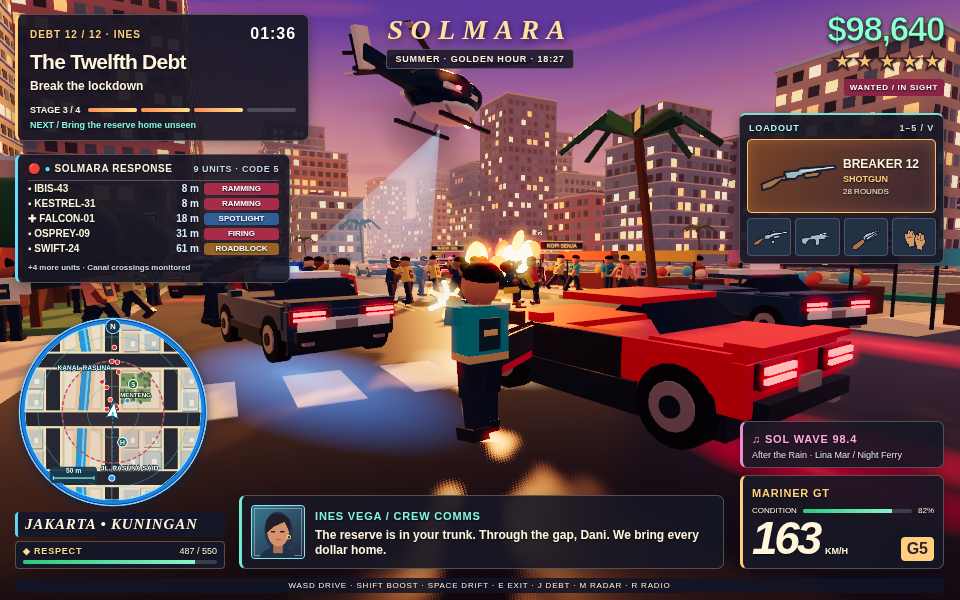 DEBT 12 / 12 · INES 01:36
The Twelfth Debt
Break the lockdown
STAGE 3 / 4
NEXT / Bring the reserve home unseen
SOLMARA RESPONSE 9 UNITS · CODE 5
IBIS-43 8 m RAMMING
KESTREL-31 8 m RAMMING
FALCON-01 18 m SPOTLIGHT
OSPREY-09 31 m FIRING
SWIFT-24 61 m ROADBLOCK
+4 more units · Canal crossings monitored
SOLMARA
SUMMER · GOLDEN HOUR · 18:27
$98,640
WANTED / IN SIGHT
LOADOUT 1–5 / V
BREAKER 12
SHOTGUN
28 ROUNDS
KOPI SENJA
N
KANAL RASUNA
S
MENTENG
H
JL. RASUNA SAID
50 m
JAKARTA • KUNINGAN
◆ RESPECT 487 / 550
INES VEGA / CREW COMMS
The reserve is in your trunk. Through the gap, Dani. We bring every
dollar home.
♫ SOL WAVE 98.4
After the Rain · Lina Mar / Night Ferry
MARINER GT
CONDITION 82%
163 KM/H G5
WASD DRIVE · SHIFT BOOST · SPACE DRIFT · E EXIT · J DEBT · M RADAR · R RADIO